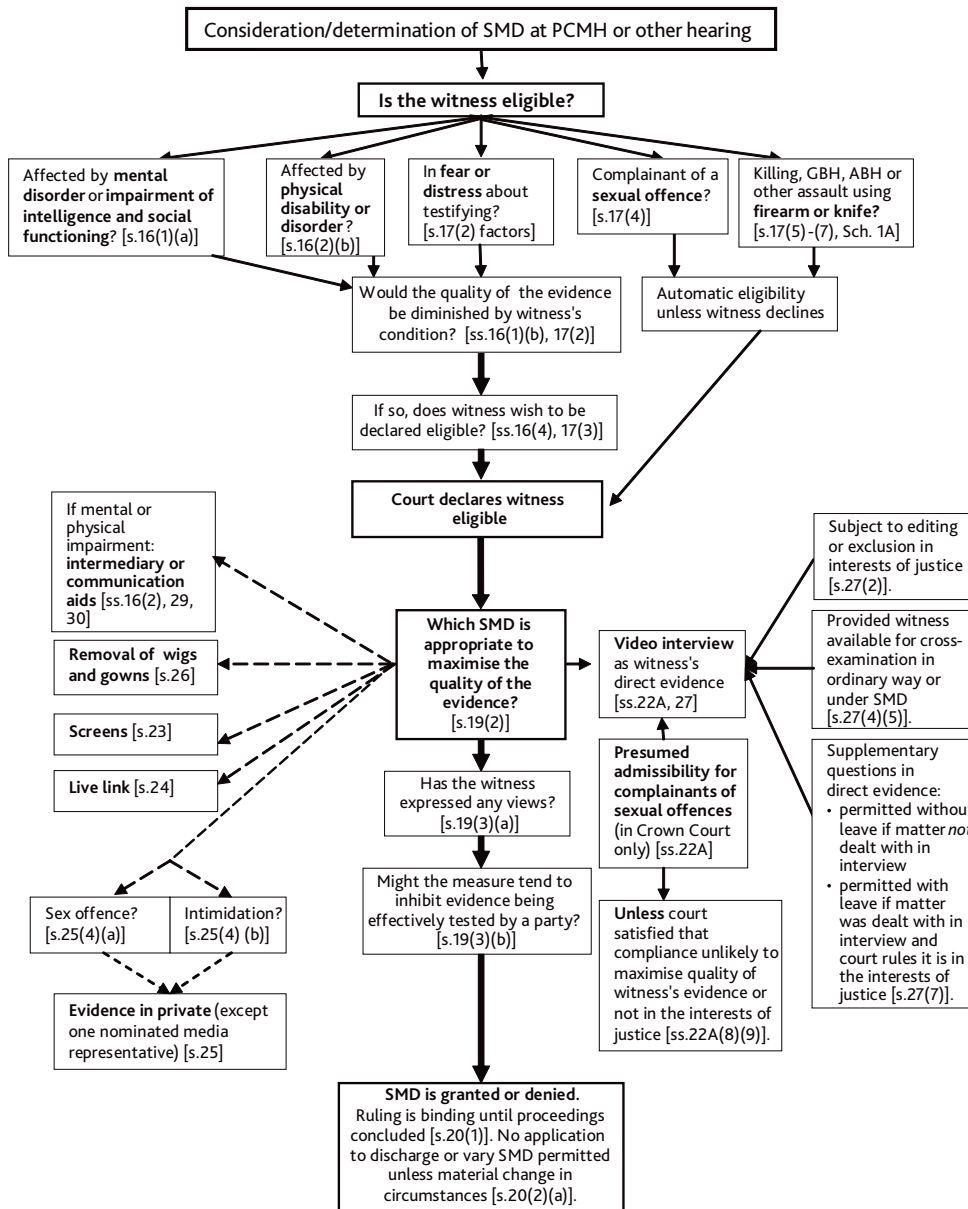 Consideration/determination of SMD at PCMH or other hearing
Is the witness eligible?
Affected by mental
disorder or impairment of
intelligence and social
functioning? [s.16(1)(a)]
Affected by
physical
disability or
disorder?
[s.16(2)(b)]
In fear or
distress about
testifying?
[s.17(2) factors]
Complainant of a
sexual offence?
[s.17(4)]
Killing, GBH, ABH or
other assault using
firearm or knife?
[s.17(5)-(7), Sch. 1A]
Would the quality of the evidence
be diminished by witness's
condition? [ss.16(1)(b), 17(2)]
Automatic eligibility
unless witness declines
If so, does witness wish to be
declared eligible? [ss.16(4), 17(3)]
Court declares witness
eligible
If mental or
physical
impairment:
intermediary or
communication
aids [ss.16(2), 29,
30]
Removal of wigs
and gowns [s.26]
Screens [s.23]
Live link [s.24]
Sex offence?
[s.25(4)(a)]
Intimidation?
[s.25(4) (b)]
Evidence in private (except
one nominated media
representative) [s.25]
Which SMD is
appropriate to
maximise the
quality of the
evidence?
[s.19(2)]
Has the witness
expressed any views?
[s.19(3)(a)]
Might the measure tend to
inhibit evidence being
effectively tested by a party?
[s.19(3)(b)]
Video interview
as witness's
direct evidence
[ss.22A, 27]
Presumed
admissibility for
complainants of
sexual offences
(in Crown Court
only) [ss.22A]
Unless court
satisfied that
compliance unlikely to
maximise quality of
witness's evidence or
not in the interests of
justice [ss.22A(8)(9)].
Subject to editing
or exclusion in
interests of justice
[s.27(2)].
Provided witness
available for cross-
examination in
ordinary way or
under SMD
[s.27(4)(5)].
Supplementary
questions in
direct evidence:
• permitted without
leave if matter not
dealt with in
interview
• permitted with
leave if matter
was dealt with in
interview and
court rules it is in
the interests of
justice [s.27(7)].
SMD is granted or denied.
Ruling is binding until proceedings
concluded [s.20(1)]. No application
to discharge or vary SMD permitted
unless material change in
circumstances [s.20(2)(a)].